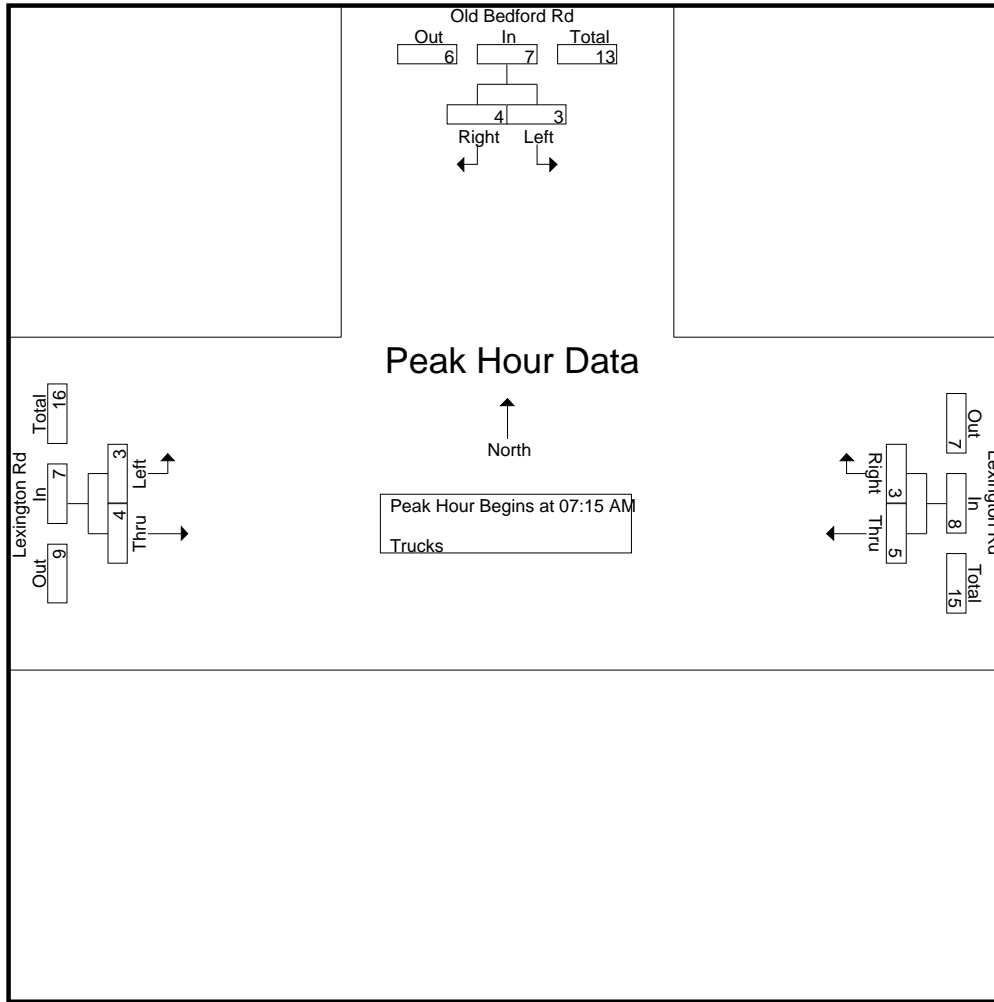 Old Bedford Rd
Out In Total
6 7 13
4 3
Right Left
Peak Hour Data
North
Peak Hour Begins at 07:15 AM
Trucks
Lexington Rd
Out In Total
9 7 16
3 4
Left Thru
Lexington Rd
Out In Total
7 8 15
3 5
Right Thru